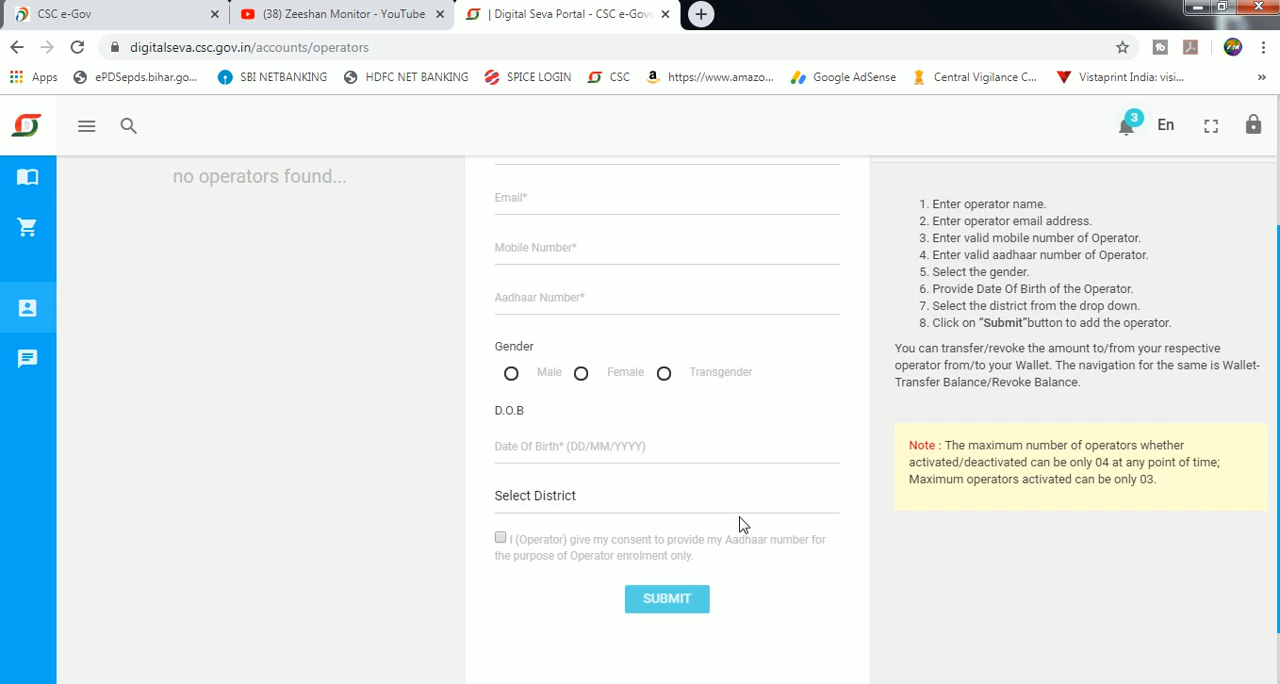 CSC e-Gov
(38) Zeeshan Monitor - YouTube
| Digital Seva Portal - CSC e-Gov
digitalseva.csc.gov.in/accounts/operators
Apps
ePDSepds.bihar.go...
SBI NETBANKING
HDFC NET BANKING
SPICE LOGIN
CSC
https://www.amazo...
Google AdSense
Central Vigilance C...
Vistaprint India: visi...
»
3
En
no operators found...
Email*
Mobile Number*
Aadhaar Number*
Gender
Male Female Transgender
D.O.B
Date Of Birth* (DD/MM/YYYY)
Select District
I (Operator) give my consent to provide my Aadhaar number for
the purpose of Operator enrolment only.
SUBMIT
1. Enter operator name.
2. Enter operator email address.
3. Enter valid mobile number of Operator.
4. Enter valid aadhaar number of Operator.
5. Select the gender.
6. Provide Date Of Birth of the Operator.
7. Select the district from the drop down.
8. Click on “Submit”button to add the operator.
You can transfer/revoke the amount to/from your respective
operator from/to your Wallet. The navigation for the same is Wallet-
Transfer Balance/Revoke Balance.
Note : The maximum number of operators whether
activated/deactivated can be only 04 at any point of time;
Maximum operators activated can be only 03.